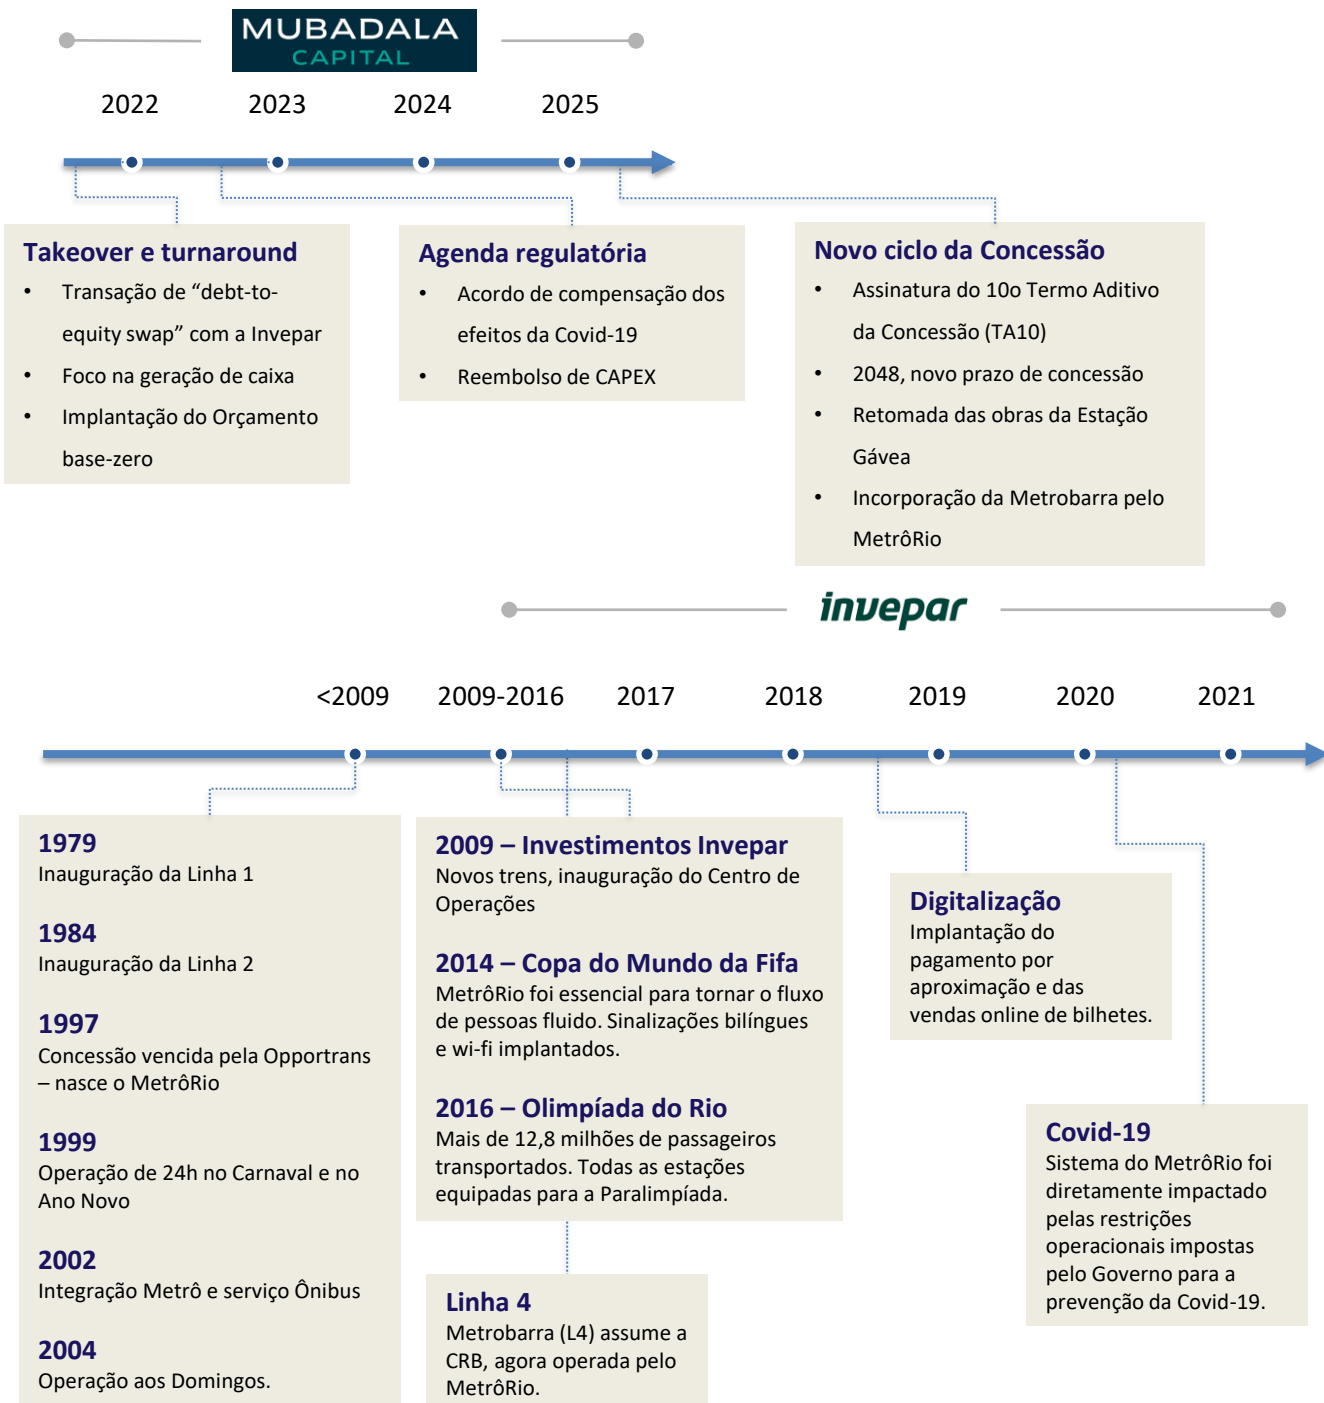 MUBADALA
CAPITAL
2022
2023
2024
2025
Takeover e turnaround
• Transação de “debt-to-
equity swap” com a Invepar
• Foco na geração de caixa
• Implantação do Orçamento
base-zero
Agenda regulatória
• Acordo de compensação dos
efeitos da Covid-19
• Reembolso de CAPEX
Novo ciclo da Concessão
• Assinatura do 10o Termo Aditivo
da Concessão (TA10)
• 2048, novo prazo de concessão
• Retomada das obras da Estação
Gávea
• Incorporação da Metrobarra pelo
MetrôRio
invepar
<2009
2009-2016
2017
2018
2019
2020
2021
1979
Inauguração da Linha 1
1984
Inauguração da Linha 2
1997
Concessão vencida pela Opportrans
– nasce o MetrôRio
1999
Operação de 24h no Carnaval e no
Ano Novo
2002
Integração Metrô e serviço Ônibus
2004
Operação aos Domingos.
2009 – Investimentos Invepar
Novos trens, inauguração do Centro de
Operações
2014 – Copa do Mundo da Fifa
MetrôRio foi essencial para tornar o fluxo
de pessoas fluido. Sinalizações bilíngues
e wi-fi implantados.
2016 – Olimpíada do Rio
Mais de 12,8 milhões de passageiros
transportados. Todas as estações
equipadas para a Paralimpíada.
Linha 4
Metrobarra (L4) assume a
CRB, agora operada pelo
MetrôRio.
Digitalização
Implantação do
pagamento por
aproximação e das
vendas online de bilhetes.
Covid-19
Sistema do MetrôRio foi
diretamente impactado
pelas restrições
operacionais impostas
pelo Governo para a
prevenção da Covid-19.